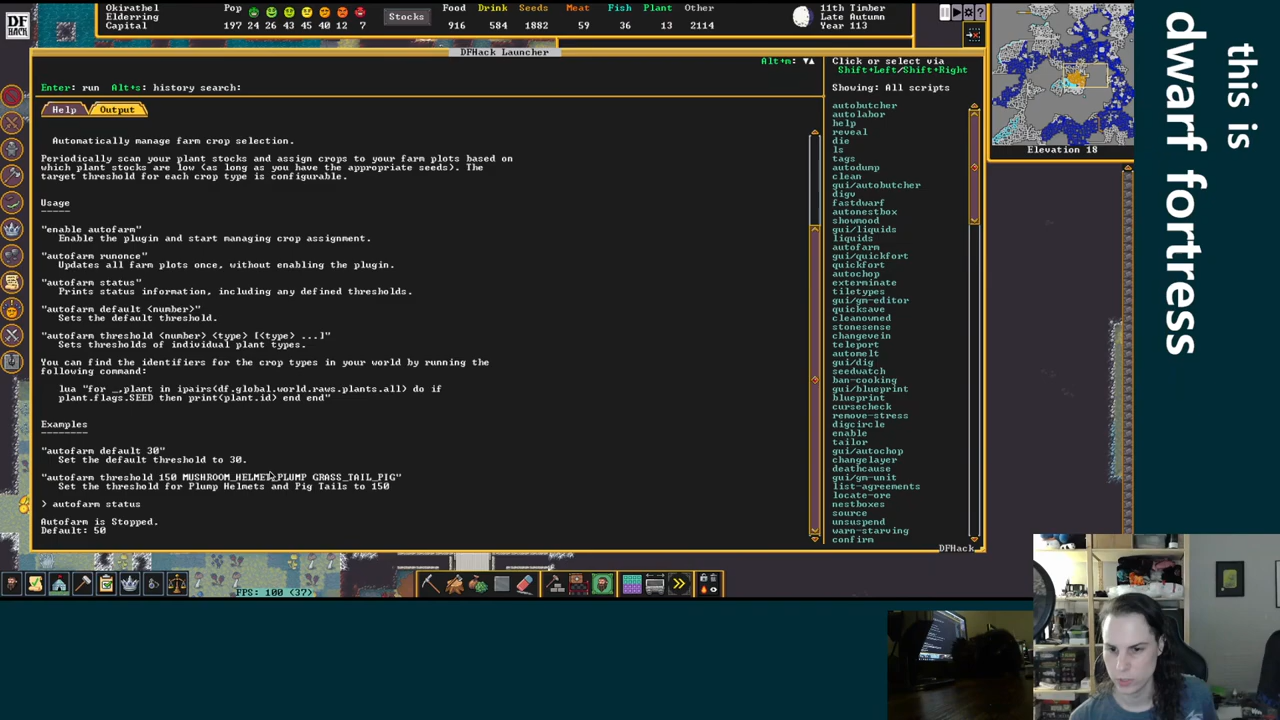 DF
HACK
Okirathel
Elderring
Capital
Pop
197 24 26 43 45 40 12 7
Stocks
Food Drink Seeds Meat Fish Plant Other
916 584 1882 59 36 13 2114
11th Timber
Late Autumn
Year 113
DFHack Launcher
Alt+m:
Enter: run Alt+s: history search:
Help Output
Automatically manage farm crop selection.
Periodically scan your plant stocks and assign crops to your farm plots based on
which plant stocks are low (as long as you have the appropriate seeds). The
target threshold for each crop type is configurable.
Usage
-----
"enable autofarm"
Enable the plugin and start managing crop assignment.
"autofarm runonce"
Updates all farm plots once, without enabling the plugin.
"autofarm status"
Prints status information, including any defined thresholds.
"autofarm default <number>"
Sets the default threshold.
"autofarm threshold <number> <type> [<type> ...]"
Sets thresholds of individual plant types.
You can find the identifiers for the crop types in your world by running the
following command:
lua "for _,plant in ipairs(df.global.world.raws.plants.all) do if
plant.flags.SEED then print(plant.id) end end"
Examples
--------
"autofarm default 30"
Set the default threshold to 30.
"autofarm threshold 150 MUSHROOM_HELMET_PLUMP GRASS_TAIL_PIG"
Set the threshold for Plump Helmets and Pig Tails to 150
> autofarm status
Autofarm is Stopped.
Default: 50
Click or select via
Shift+Left/Shift+Right
Showing: All scripts
autobutcher
autolabor
help
reveal
die
ls
tags
autodump
clean
gui/autobutcher
digv
fastdwarf
autonestbox
showmood
gui/liquids
liquids
autofarm
gui/quickfort
quickfort
autochop
exterminate
tiletypes
gui/gm-editor
quicksave
cleanowned
stonesense
changevein
teleport
automelt
gui/dig
seedwatch
ban-cooking
gui/blueprint
blueprint
cursecheck
remove-stress
digcircle
enable
tailor
gui/autochop
changelayer
deathcause
gui/gm-unit
list-agreements
locate-ore
nestboxes
source
unsuspend
warn-starving
confirm
DFHack
Elevation 18
FPS: 100 (37)
this is
dwarf fortress